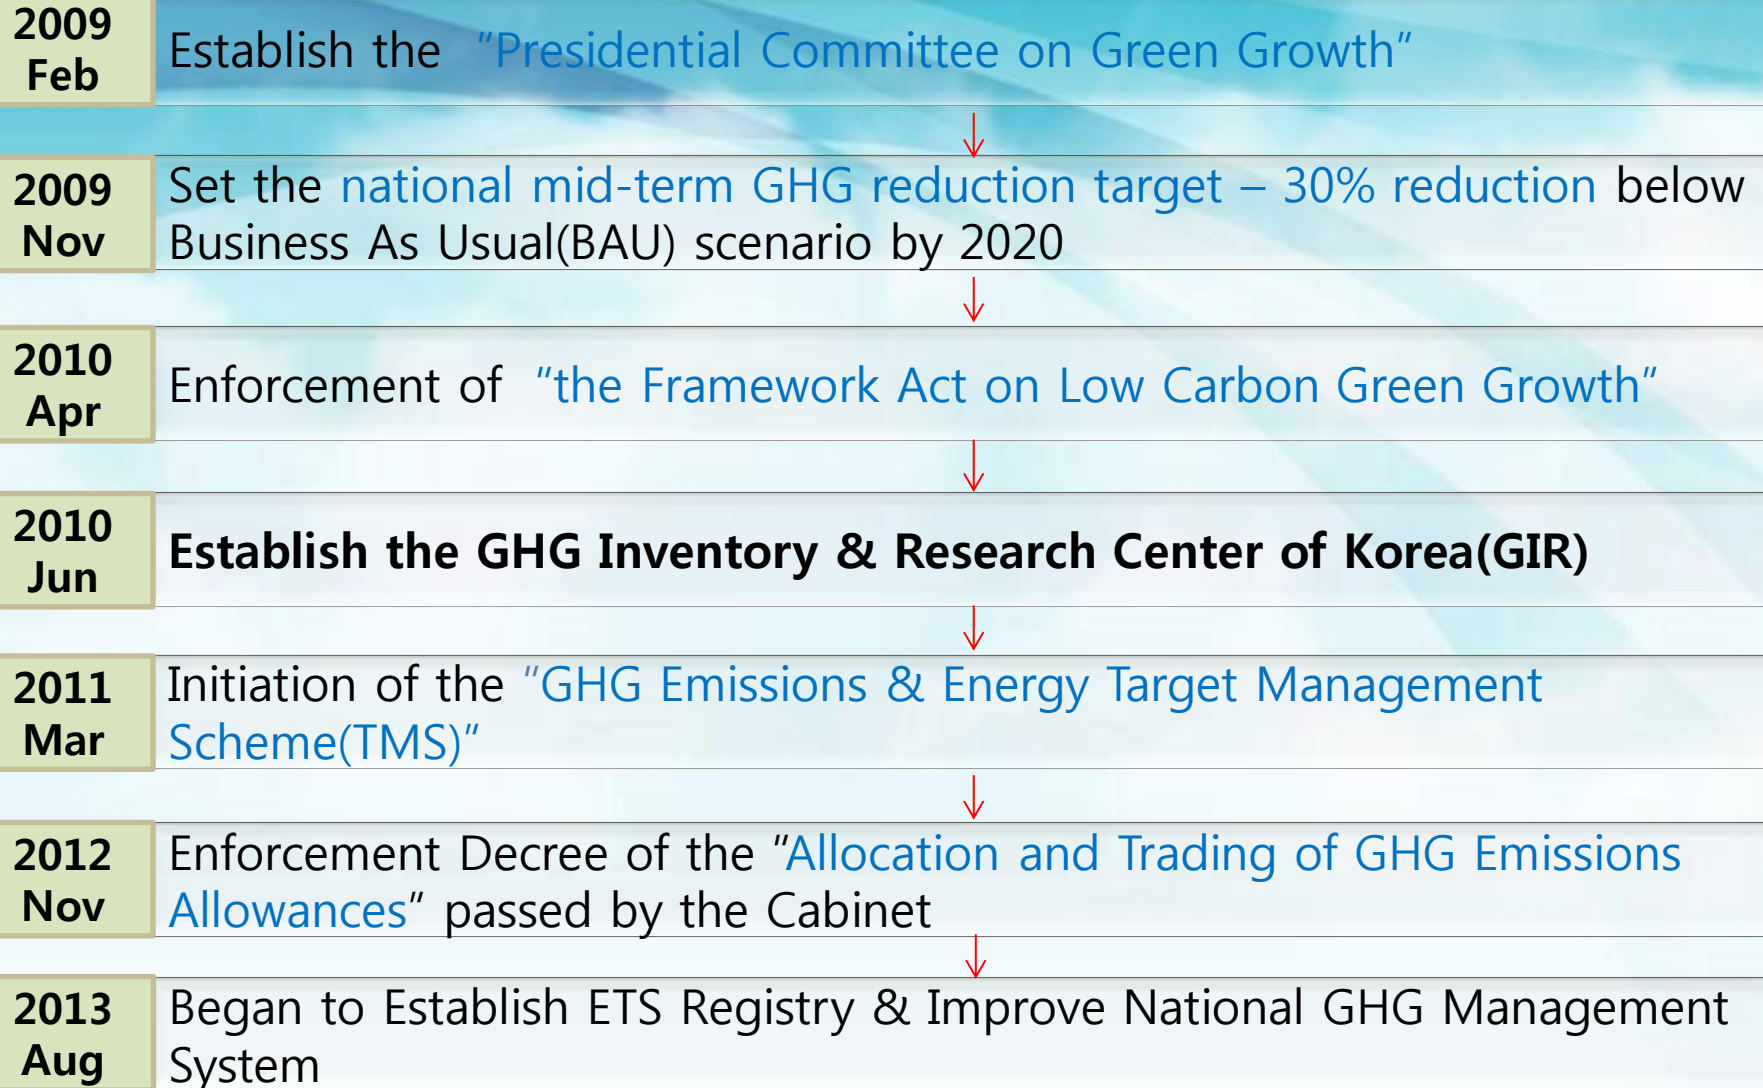 2009
Feb
Establish the "Presidential Committee on Green Growth"
2009
Nov
Set the national mid-term GHG reduction target – 30% reduction below
Business As Usual(BAU) scenario by 2020
2010
Apr
Enforcement of "the Framework Act on Low Carbon Green Growth"
2010
Jun
Establish the GHG Inventory & Research Center of Korea(GIR)
2011
Mar
Initiation of the "GHG Emissions & Energy Target Management
Scheme(TMS)"
2012
Nov
Enforcement Decree of the "Allocation and Trading of GHG Emissions
Allowances" passed by the Cabinet
2013
Aug
Began to Establish ETS Registry & Improve National GHG Management
System